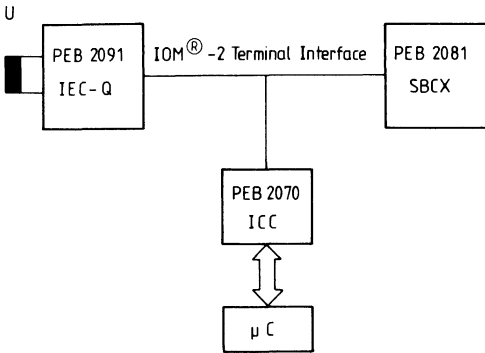 U
PEB 2091
IEC-Q
IOM®-2 Terminal Interface
PEB 2081
SBCX
PEB 2070
ICC
µC